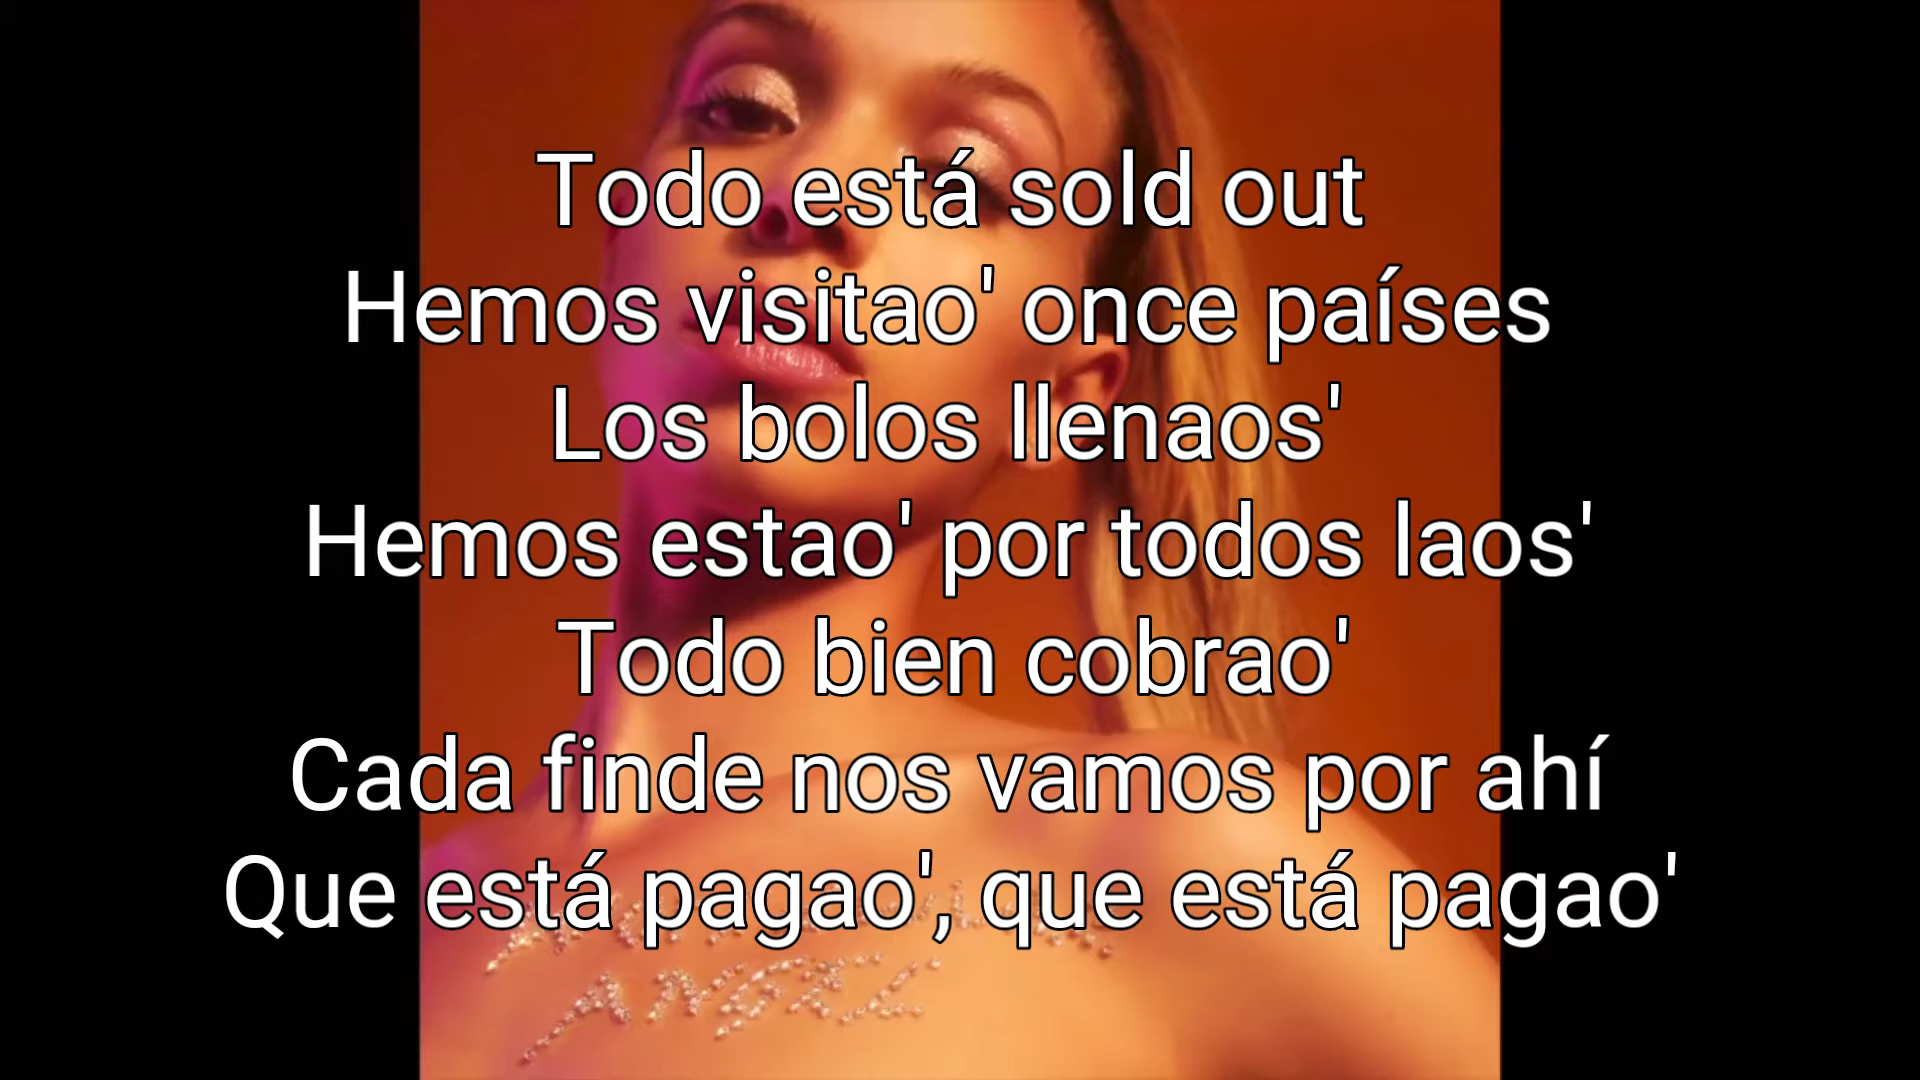 Todo está sold out
Hemos visitao' once países
Los bolos llenaos'
Hemos estao' por todos laos'
Todo bien cobrao'
Cada finde nos vamos por ahí
Que está pagao', que está pagao'
ANGEL